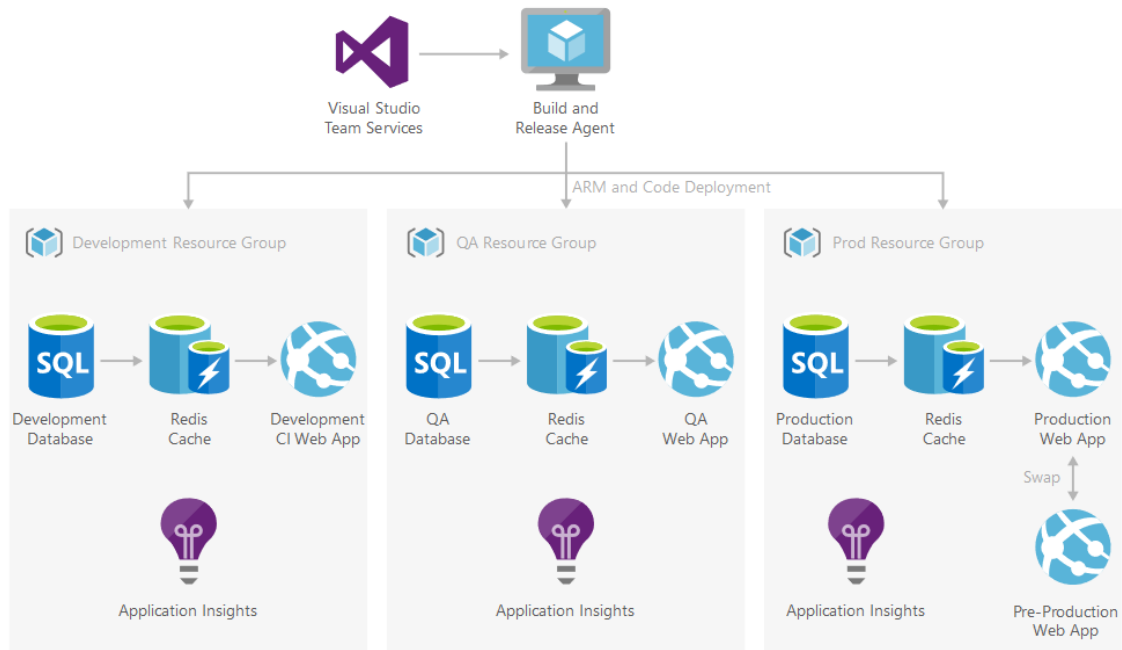 Visual Studio
Team Services
Build and
Release Agent
ARM and Code Deployment
Development Resource Group
SQL
Development
Database
Redis
Cache
Development
CI Web App
Application Insights
QA Resource Group
SQL
QA
Database
Redis
Cache
QA
Web App
Application Insights
Prod Resource Group
SQL
Production
Database
Redis
Cache
Production
Web App
Swap
Application Insights
Pre-Production
Web App